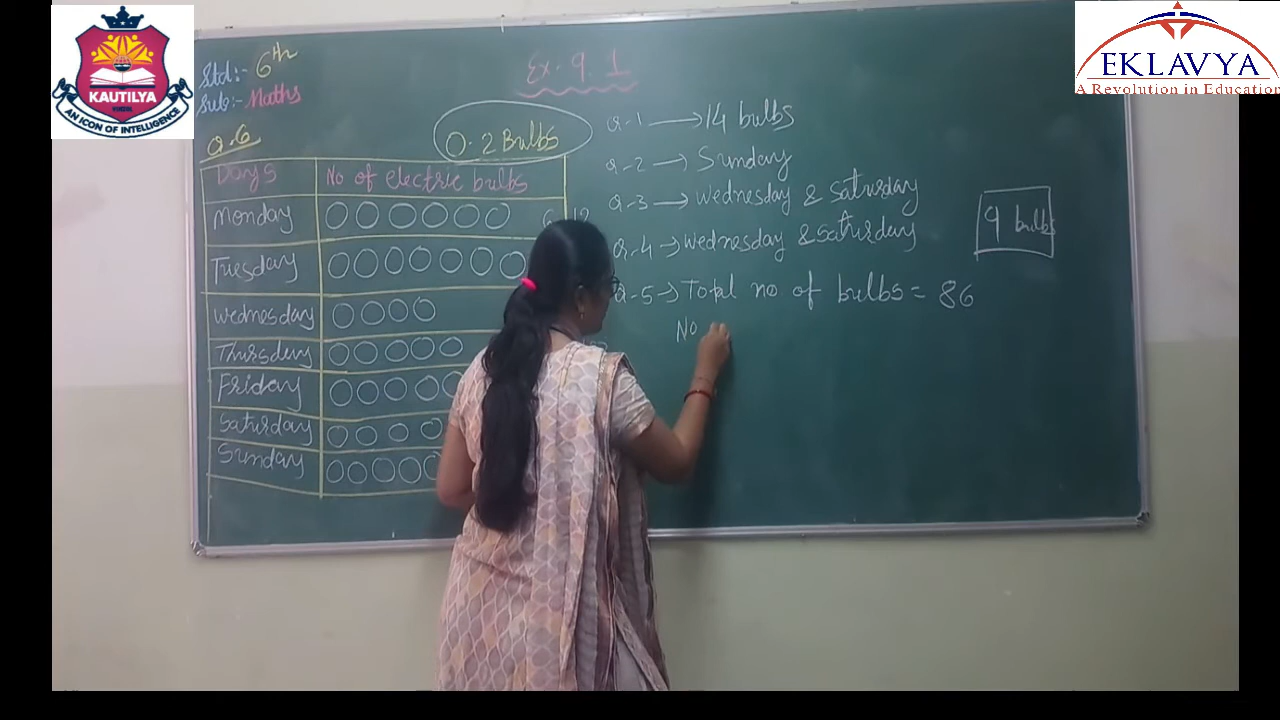 KAUTILYA
AN ICON OF INTELLIGENCE
EKLAVYA
A Revolution in Education
Std:- 6th
Sub:- Maths
Ex-9.1
Q.6
O-2 Bulbs
Days No of electric bulbs
Monday 6 12
Tuesday
Wednesday
Thursday
Friday
Saturday
Sunday
Q-1 → 14 bulbs
Q-2 → Sunday
Q-3 → Wednesday & Saturday
Q-4 → Wednesday & Saturday
Q-5 → Total no of bulbs = 86
No
9 bulbs